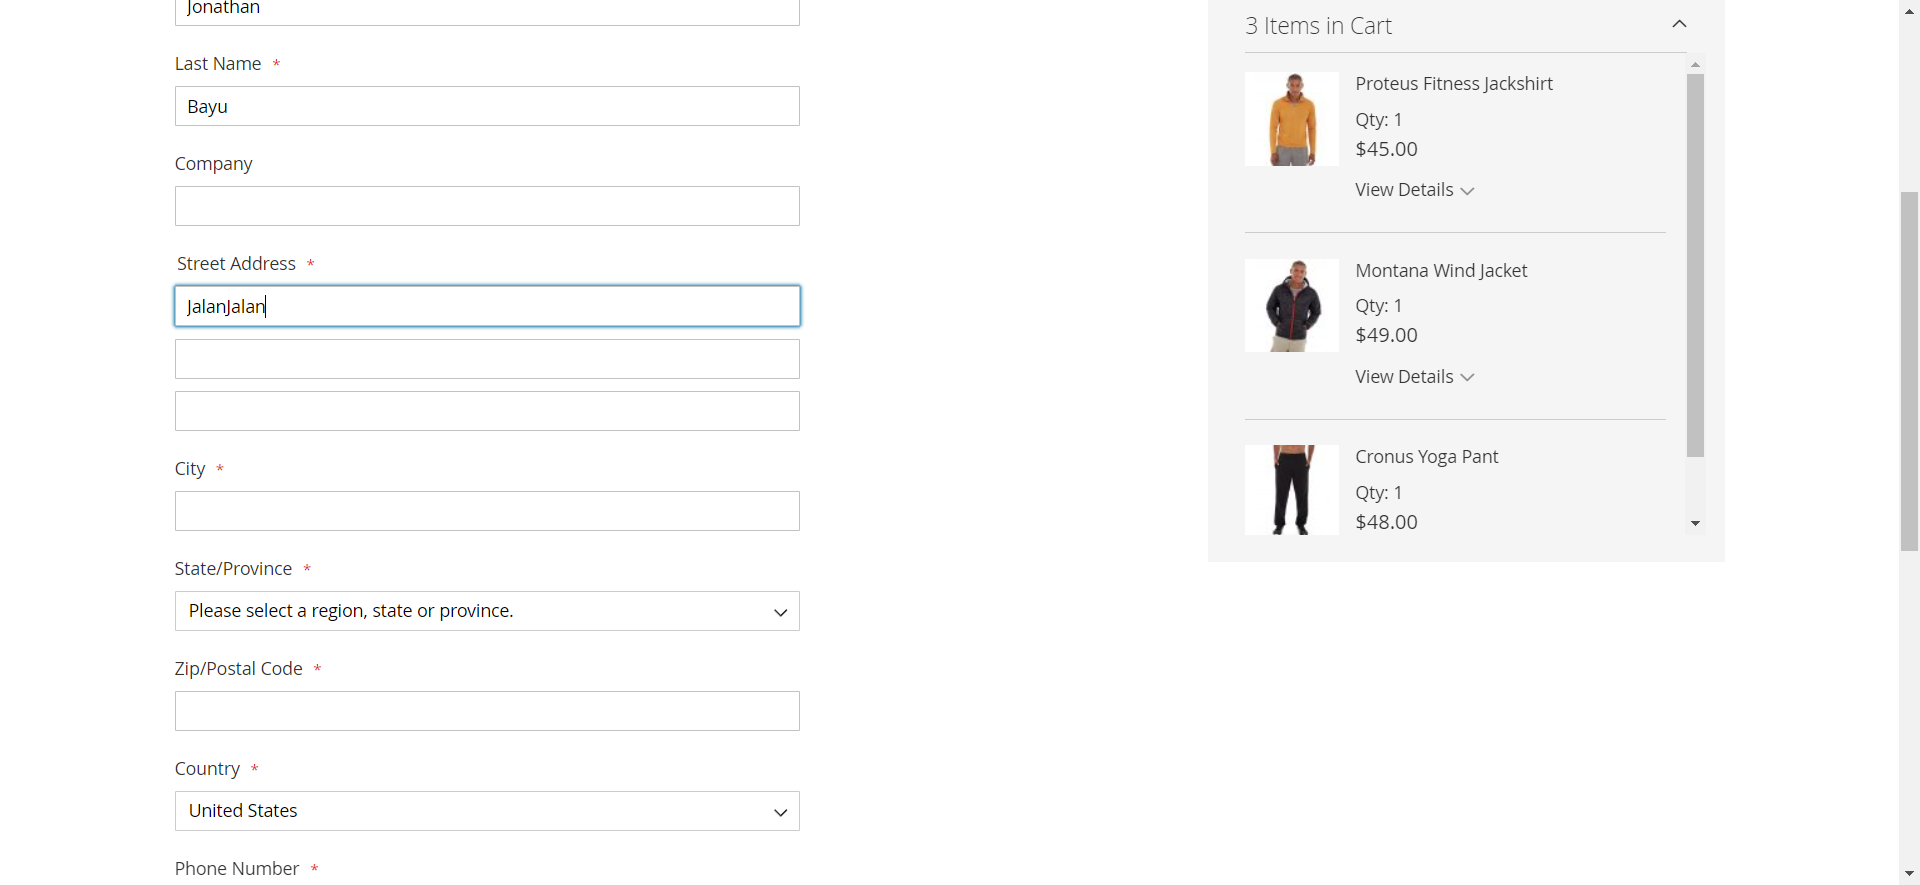 Jonathan
Last Name *
Bayu
Company
Street Address *
JalanJalan
City *
State/Province *
Please select a region, state or province.
Zip/Postal Code *
Country *
United States
Phone Number *
3 Items in Cart
Proteus Fitness Jackshirt
Qty: 1
$45.00
View Details
Montana Wind Jacket
Qty: 1
$49.00
View Details
Cronus Yoga Pant
Qty: 1
$48.00